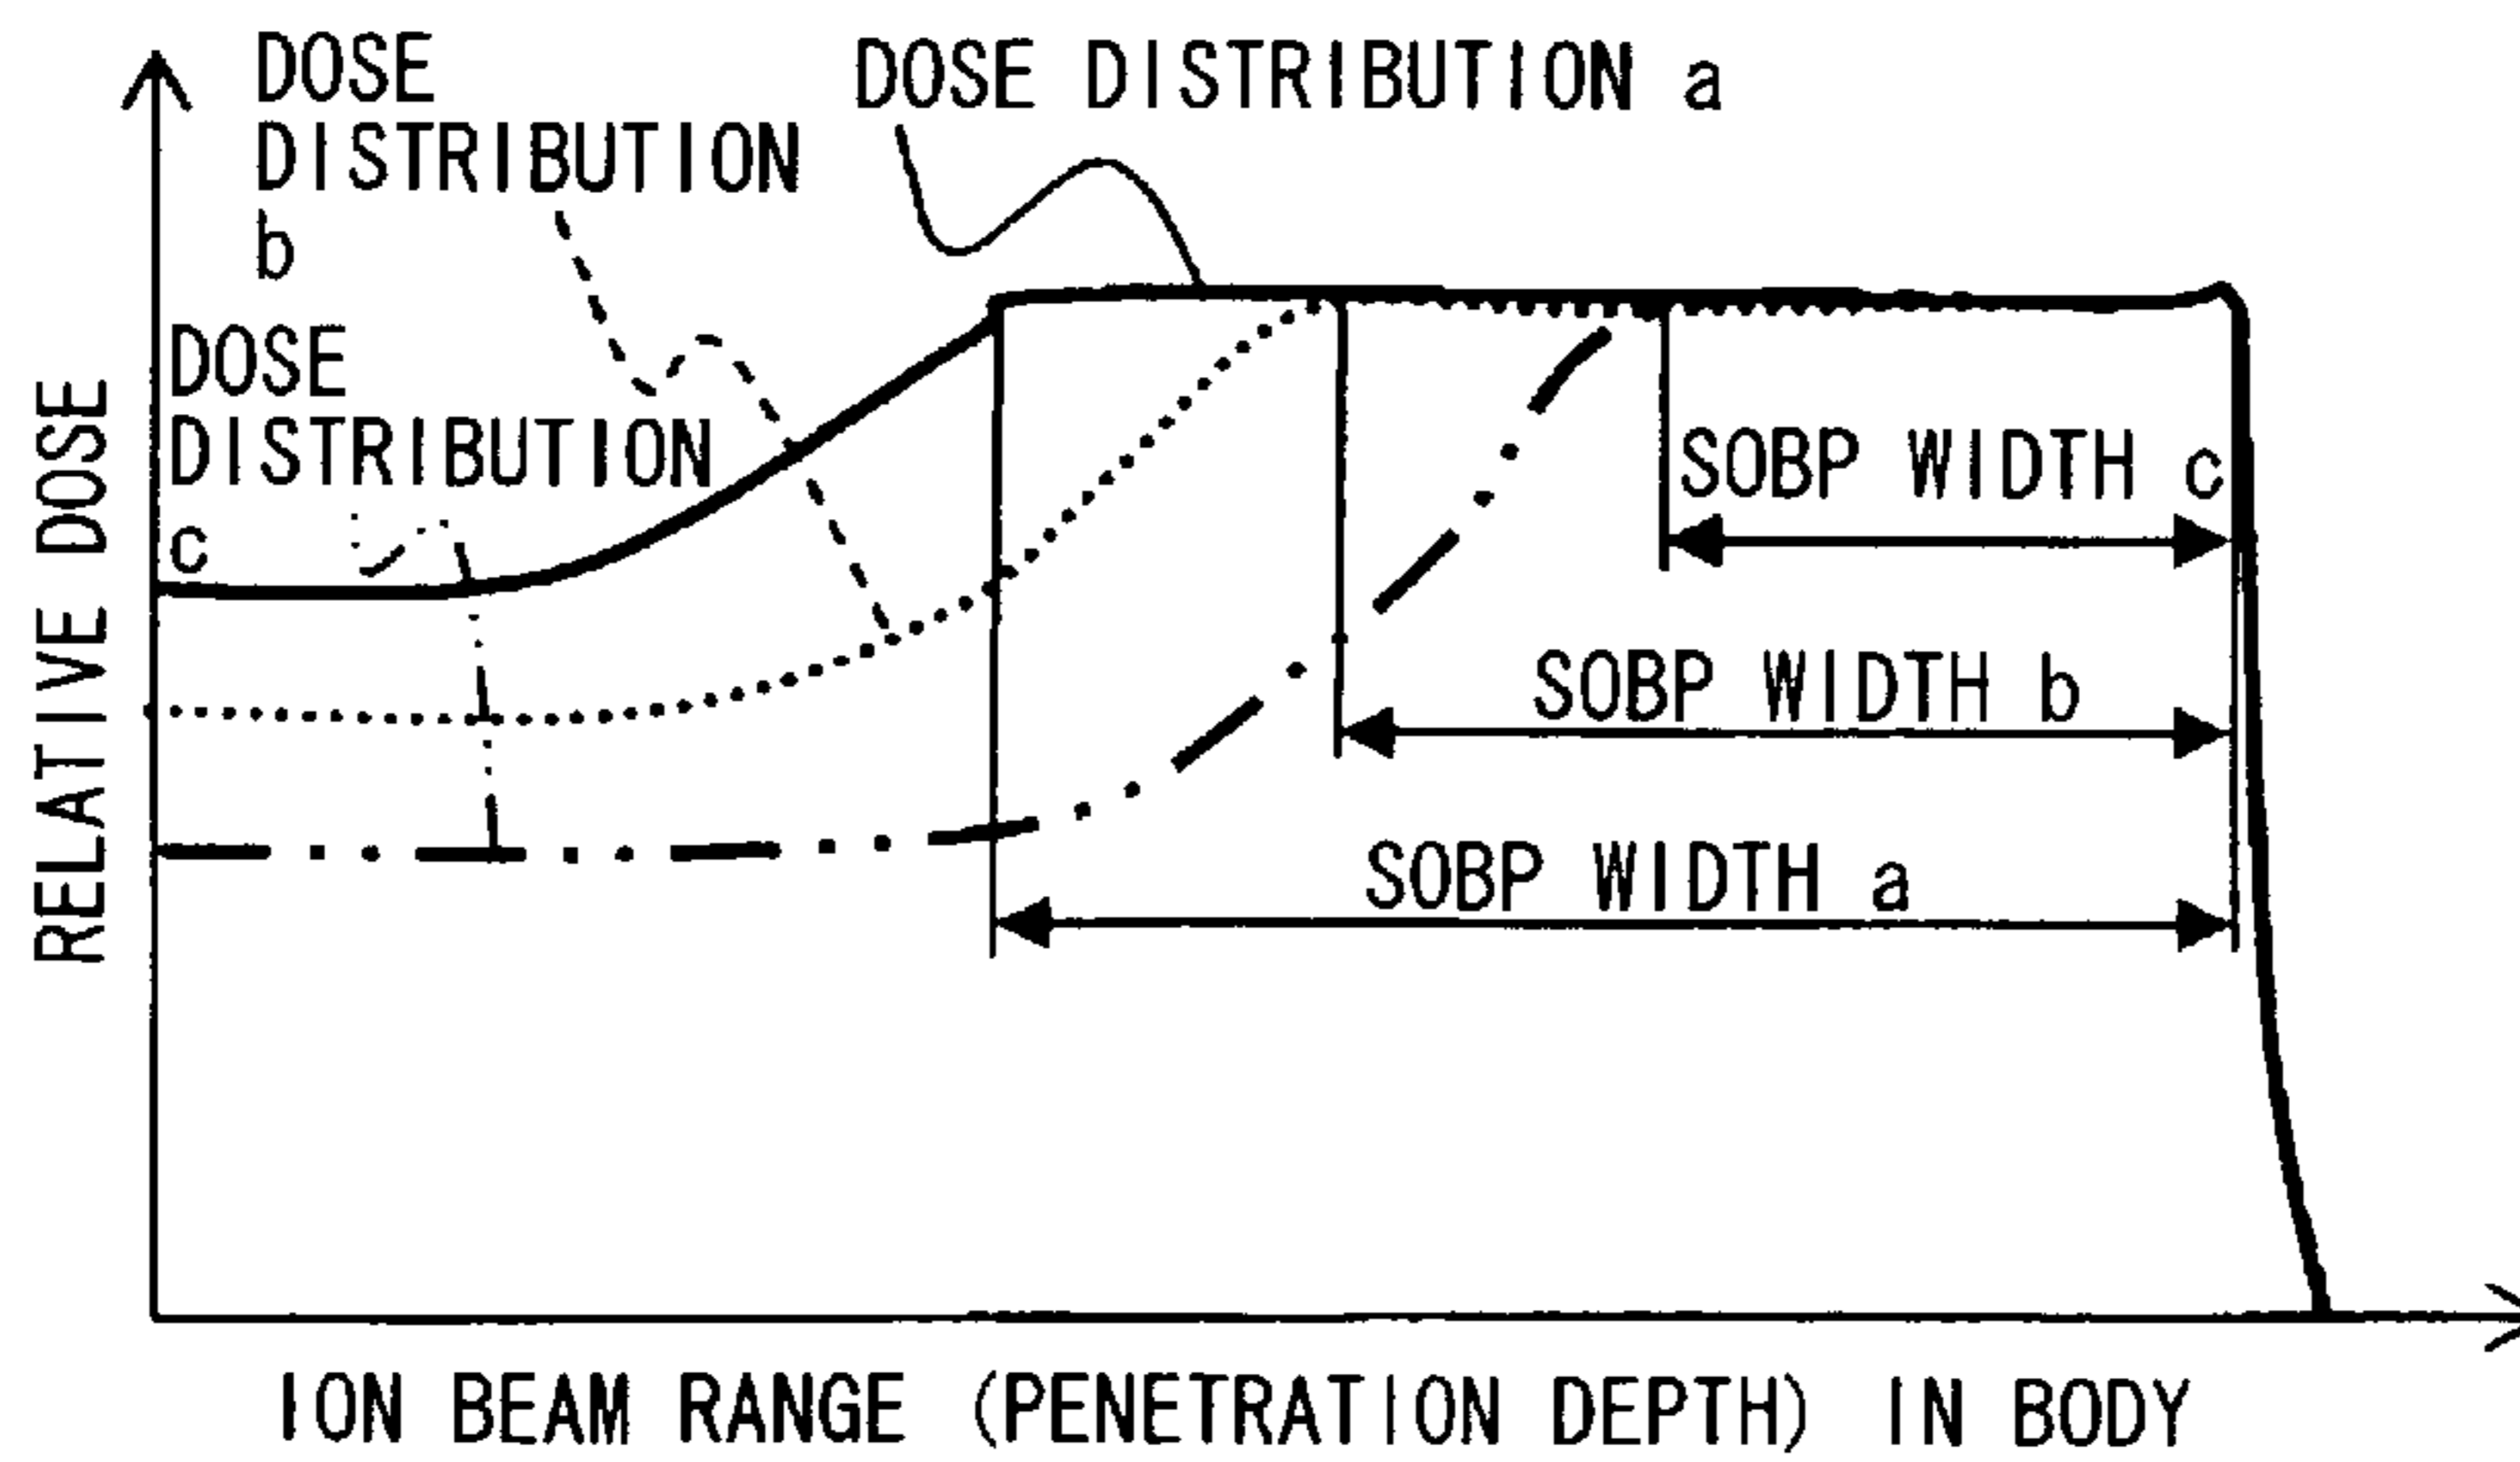 DOSE
DISTRIBUTION
b
DOSE DISTRIBUTION a
DOSE
DISTRIBUTION
c
SOBP WIDTH c
SOBP WIDTH b
SOBP WIDTH a
RELATIVE DOSE
ION BEAM RANGE (PENETRATION DEPTH) IN BODY